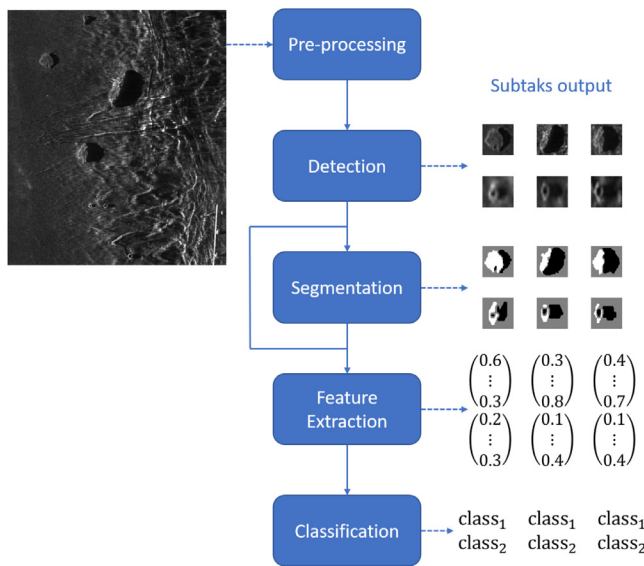 Pre-processing
Subtaks output
Detection
Segmentation
Feature
Extraction
(0.6 ⋮ 0.3) (0.3 ⋮ 0.8) (0.4 ⋮ 0.7)
(0.2 ⋮ 0.3) (0.1 ⋮ 0.4) (0.1 ⋮ 0.4)
Classification
class₁ class₁ class₁
class₂ class₂ class₂